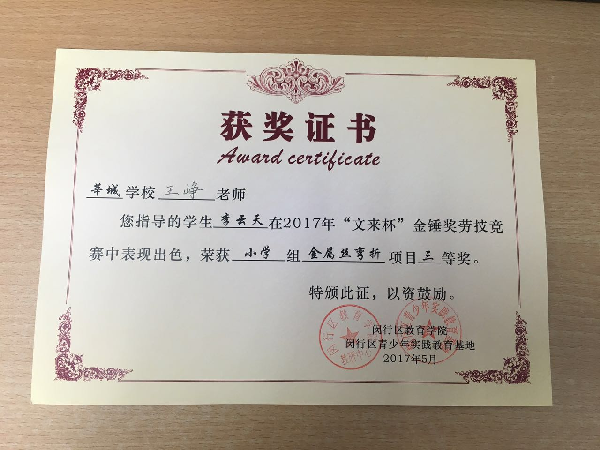 获奖证书
Award certificate
莘城学校王峥老师
您指导的学生李云天在2017年“文来杯”金锤奖劳技竞
赛中表现出色，荣获小学组金属丝弯折项目三等奖。
特颁此证，以资鼓励。
闵行区教育学院
闵行区青少年实践教育基地
2017年5月